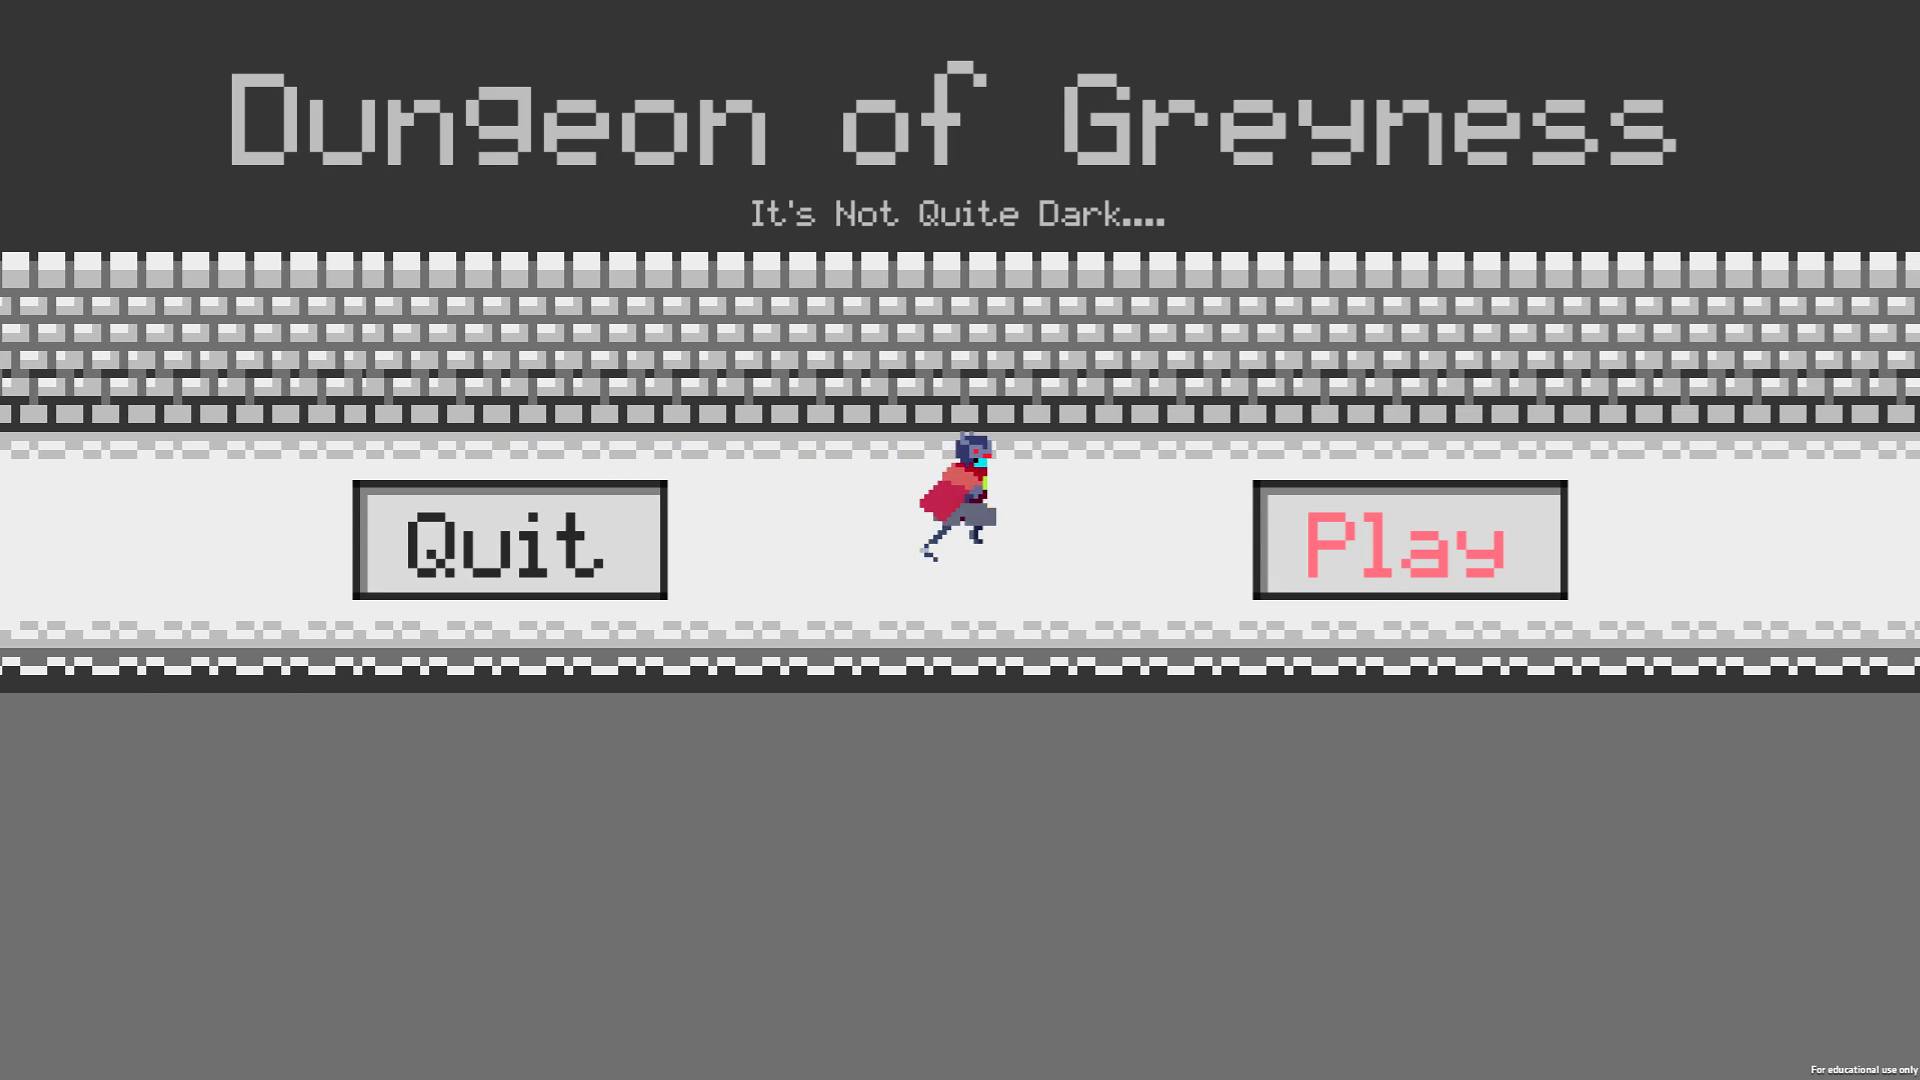 Dungeon of Greyness
It's Not Quite Dark....
Quit
Play
For educational use only